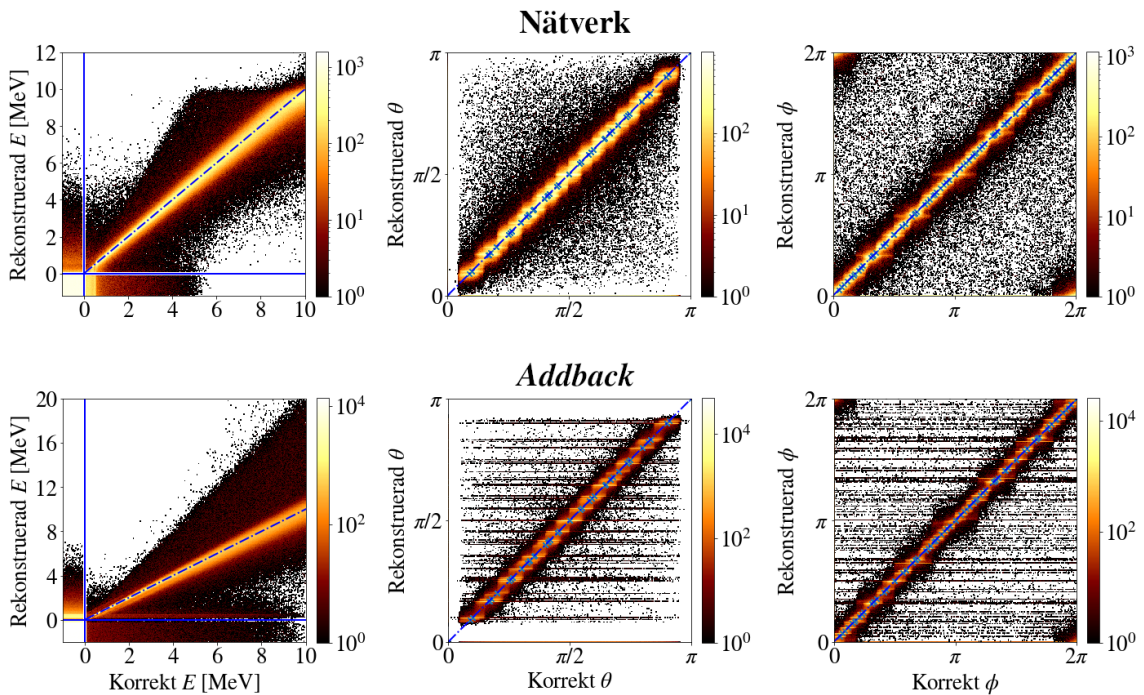 Nätverk
Rekonstruerad E [MeV]
12
10
8
6
4
2
0
0 2 4 6 8 10
10³
10²
10¹
10⁰
Rekonstruerad θ
π
π/2
0
0 π/2 π
10²
10¹
10⁰
Rekonstruerad ϕ
2π
π
0
0 π 2π
10³
10²
10¹
10⁰
Addback
Rekonstruerad E [MeV]
20
16
12
8
4
0
0 2 4 6 8 10
Korrekt E [MeV]
10⁴
10²
10⁰
Rekonstruerad θ
π
π/2
0
0 π/2 π
Korrekt θ
10⁴
10²
10⁰
Rekonstruerad ϕ
2π
π
0
0 π 2π
Korrekt ϕ
10⁴
10²
10⁰